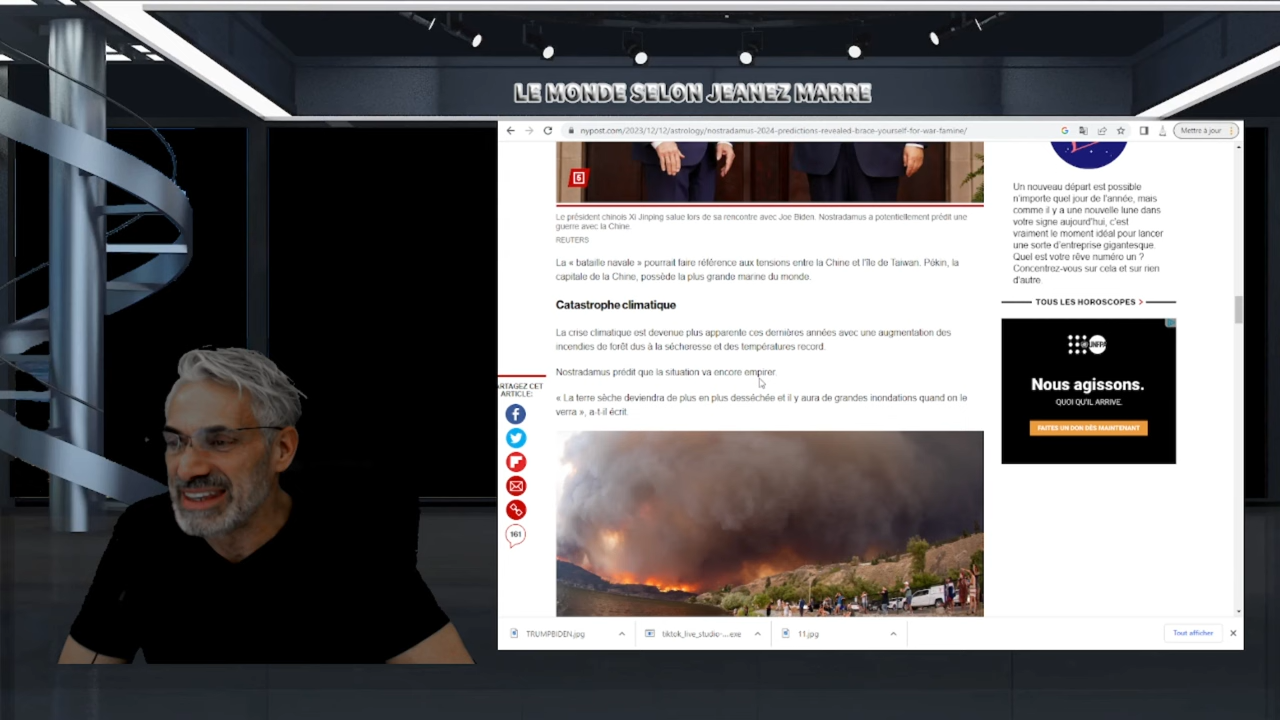 LE MONDE SELON JEANEZ MARRE
nypost.com/2023/12/12/astrology/nostradamus-2024-predictions-revealed-brace-yourself-for-war-famine/
Mettre à jour
Le président chinois Xi Jinping salue lors de sa rencontre avec Joe Biden. Nostradamus a potentiellement prédit une
guerre avec la Chine.
REUTERS
La « bataille navale » pourrait faire référence aux tensions entre la Chine et l'île de Taiwan. Pékin, la
capitale de la Chine, possède la plus grande marine du monde.
Catastrophe climatique
La crise climatique est devenue plus apparente ces dernières années avec une augmentation des
incendies de forêt dus à la sécheresse et des températures record.
Nostradamus prédit que la situation va encore empirer.
« La terre sèche deviendra de plus en plus desséchée et il y aura de grandes inondations quand on le
verra », a-t-il écrit.
ARTAGEZ CET
ARTICLE:
161
Un nouveau départ est possible
n'importe quel jour de l'année, mais
comme il y a une nouvelle lune dans
votre signe aujourd'hui, c'est
vraiment le moment idéal pour lancer
une sorte d'entreprise gigantesque.
Quel est votre rêve numéro un ?
Concentrez-vous sur cela et sur rien
d'autre.
TOUS LES HOROSCOPES >
UNFPA
Nous agissons.
QUOI QU'IL ARRIVE.
FAITES UN DON DÈS MAINTENANT
TRUMPBIDEN.jpg
tiktok_live_studio-....exe
11.jpg
Tout afficher